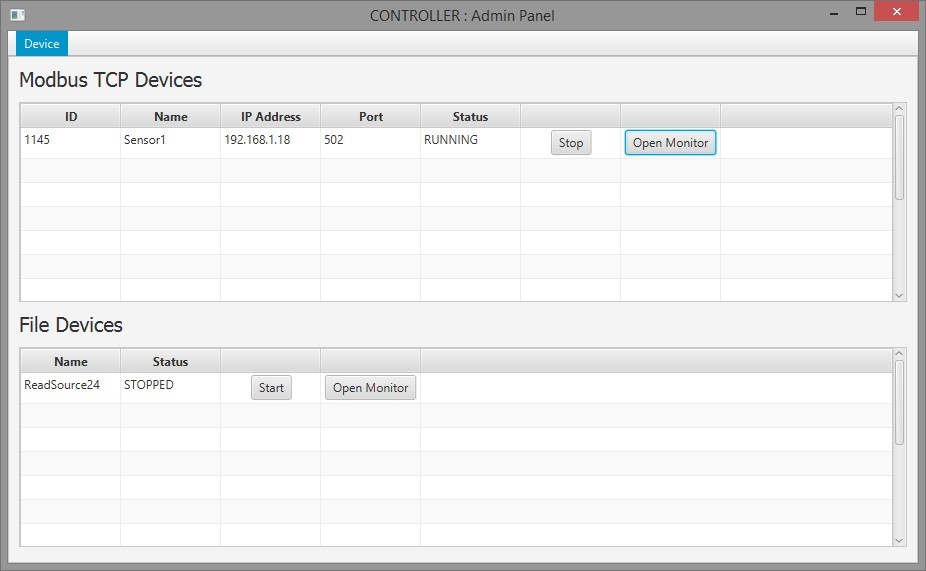 CONTROLLER : Admin Panel
Device
Modbus TCP Devices
ID Name IP Address Port Status
1145 Sensor1 192.168.1.18 502 RUNNING Stop Open Monitor
File Devices
Name Status
ReadSource24 STOPPED Start Open Monitor